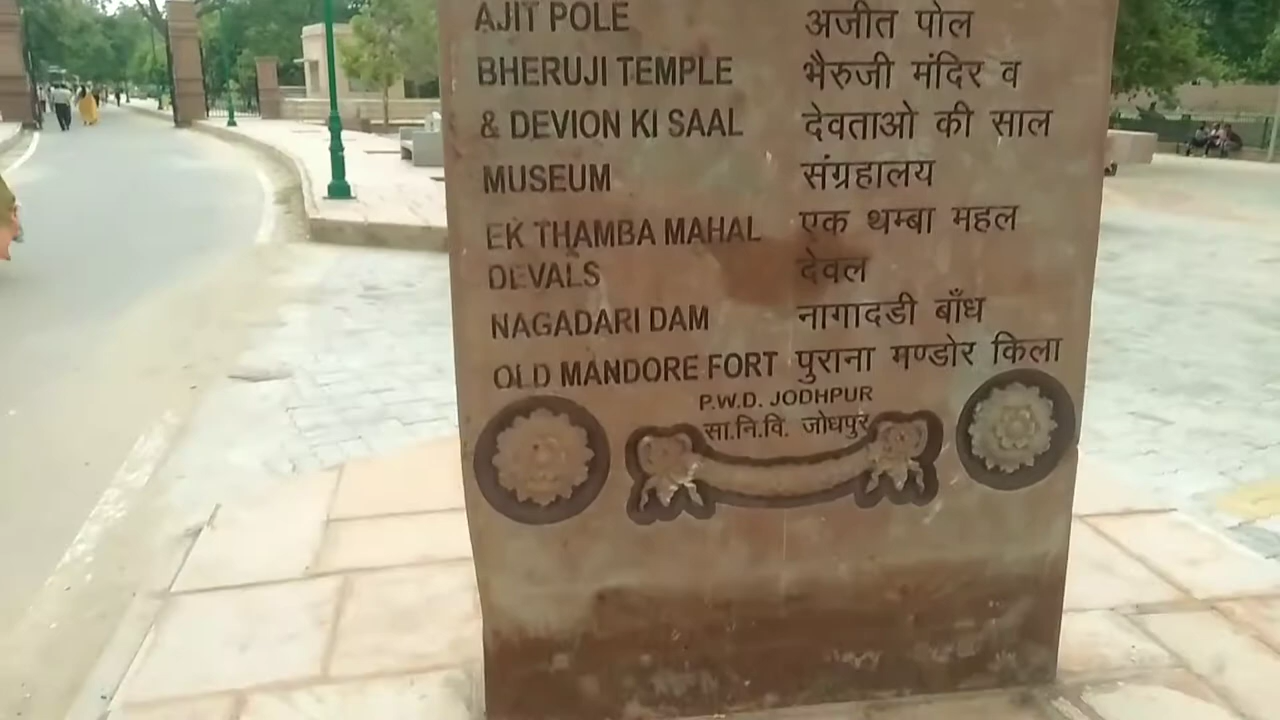 AJIT POLE अजीत पोल
BHERUJI TEMPLE भैरुजी मंदिर व
& DEVION KI SAAL देवताओ की साल
MUSEUM संग्रहालय
EK THAMBA MAHAL एक थम्बा महल
DEVALS देवल
NAGADARI DAM नागादडी बाँध
OLD MANDORE FORT पुराना मण्डोर किला
P.W.D. JODHPUR
सा.नि.वि. जोधपुर